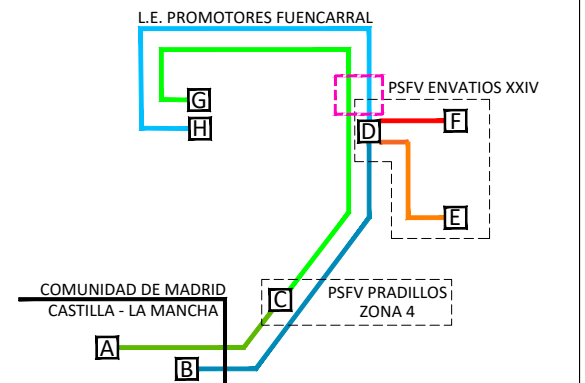 L.E. PROMOTORES FUENCARRAL
PSFV ENVATIOS XXIV
G
F
H
D
E
COMUNIDAD DE MADRID
C
PSFV PRADILLOS
ZONA 4
CASTILLA - LA MANCHA
A
B